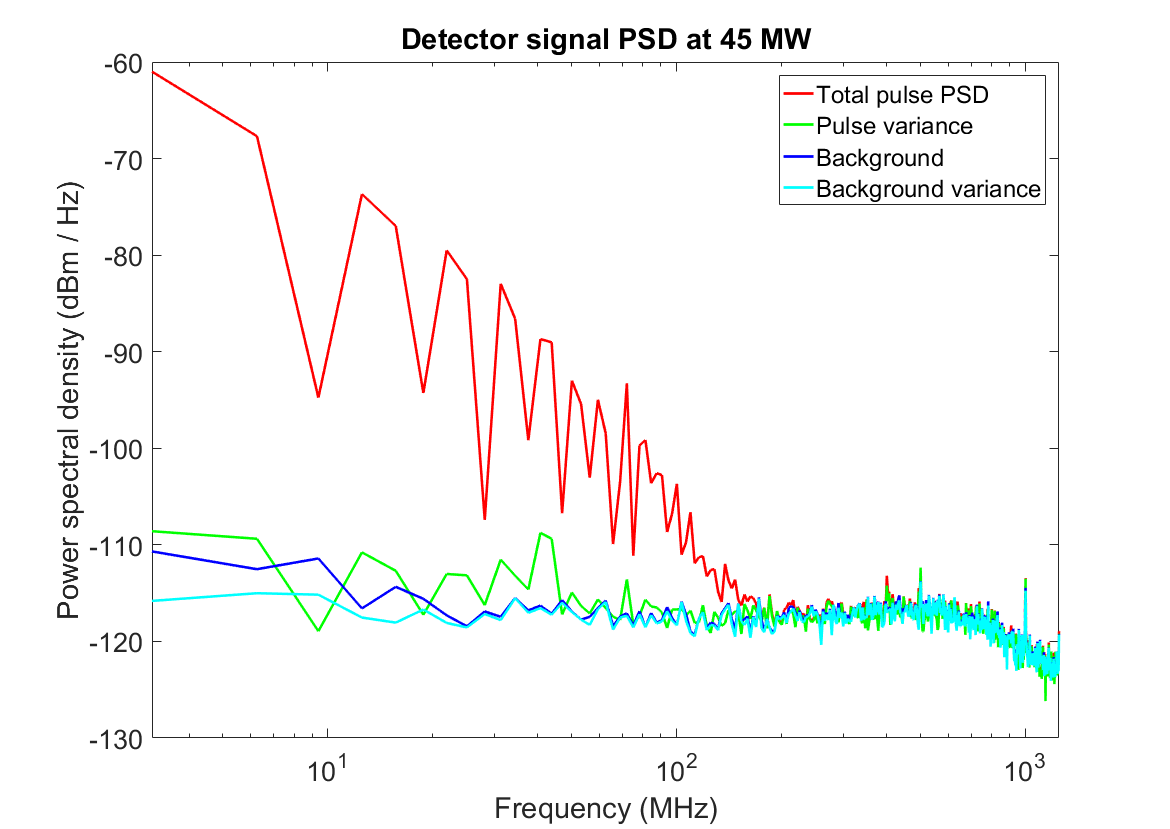 Detector signal PSD at 45 MW
-60
-70
-80
-90
-100
-110
-120
-130
Power spectral density (dBm / Hz)
Total pulse PSD
Pulse variance
Background
Background variance
10^1
10^2
10^3
Frequency (MHz)